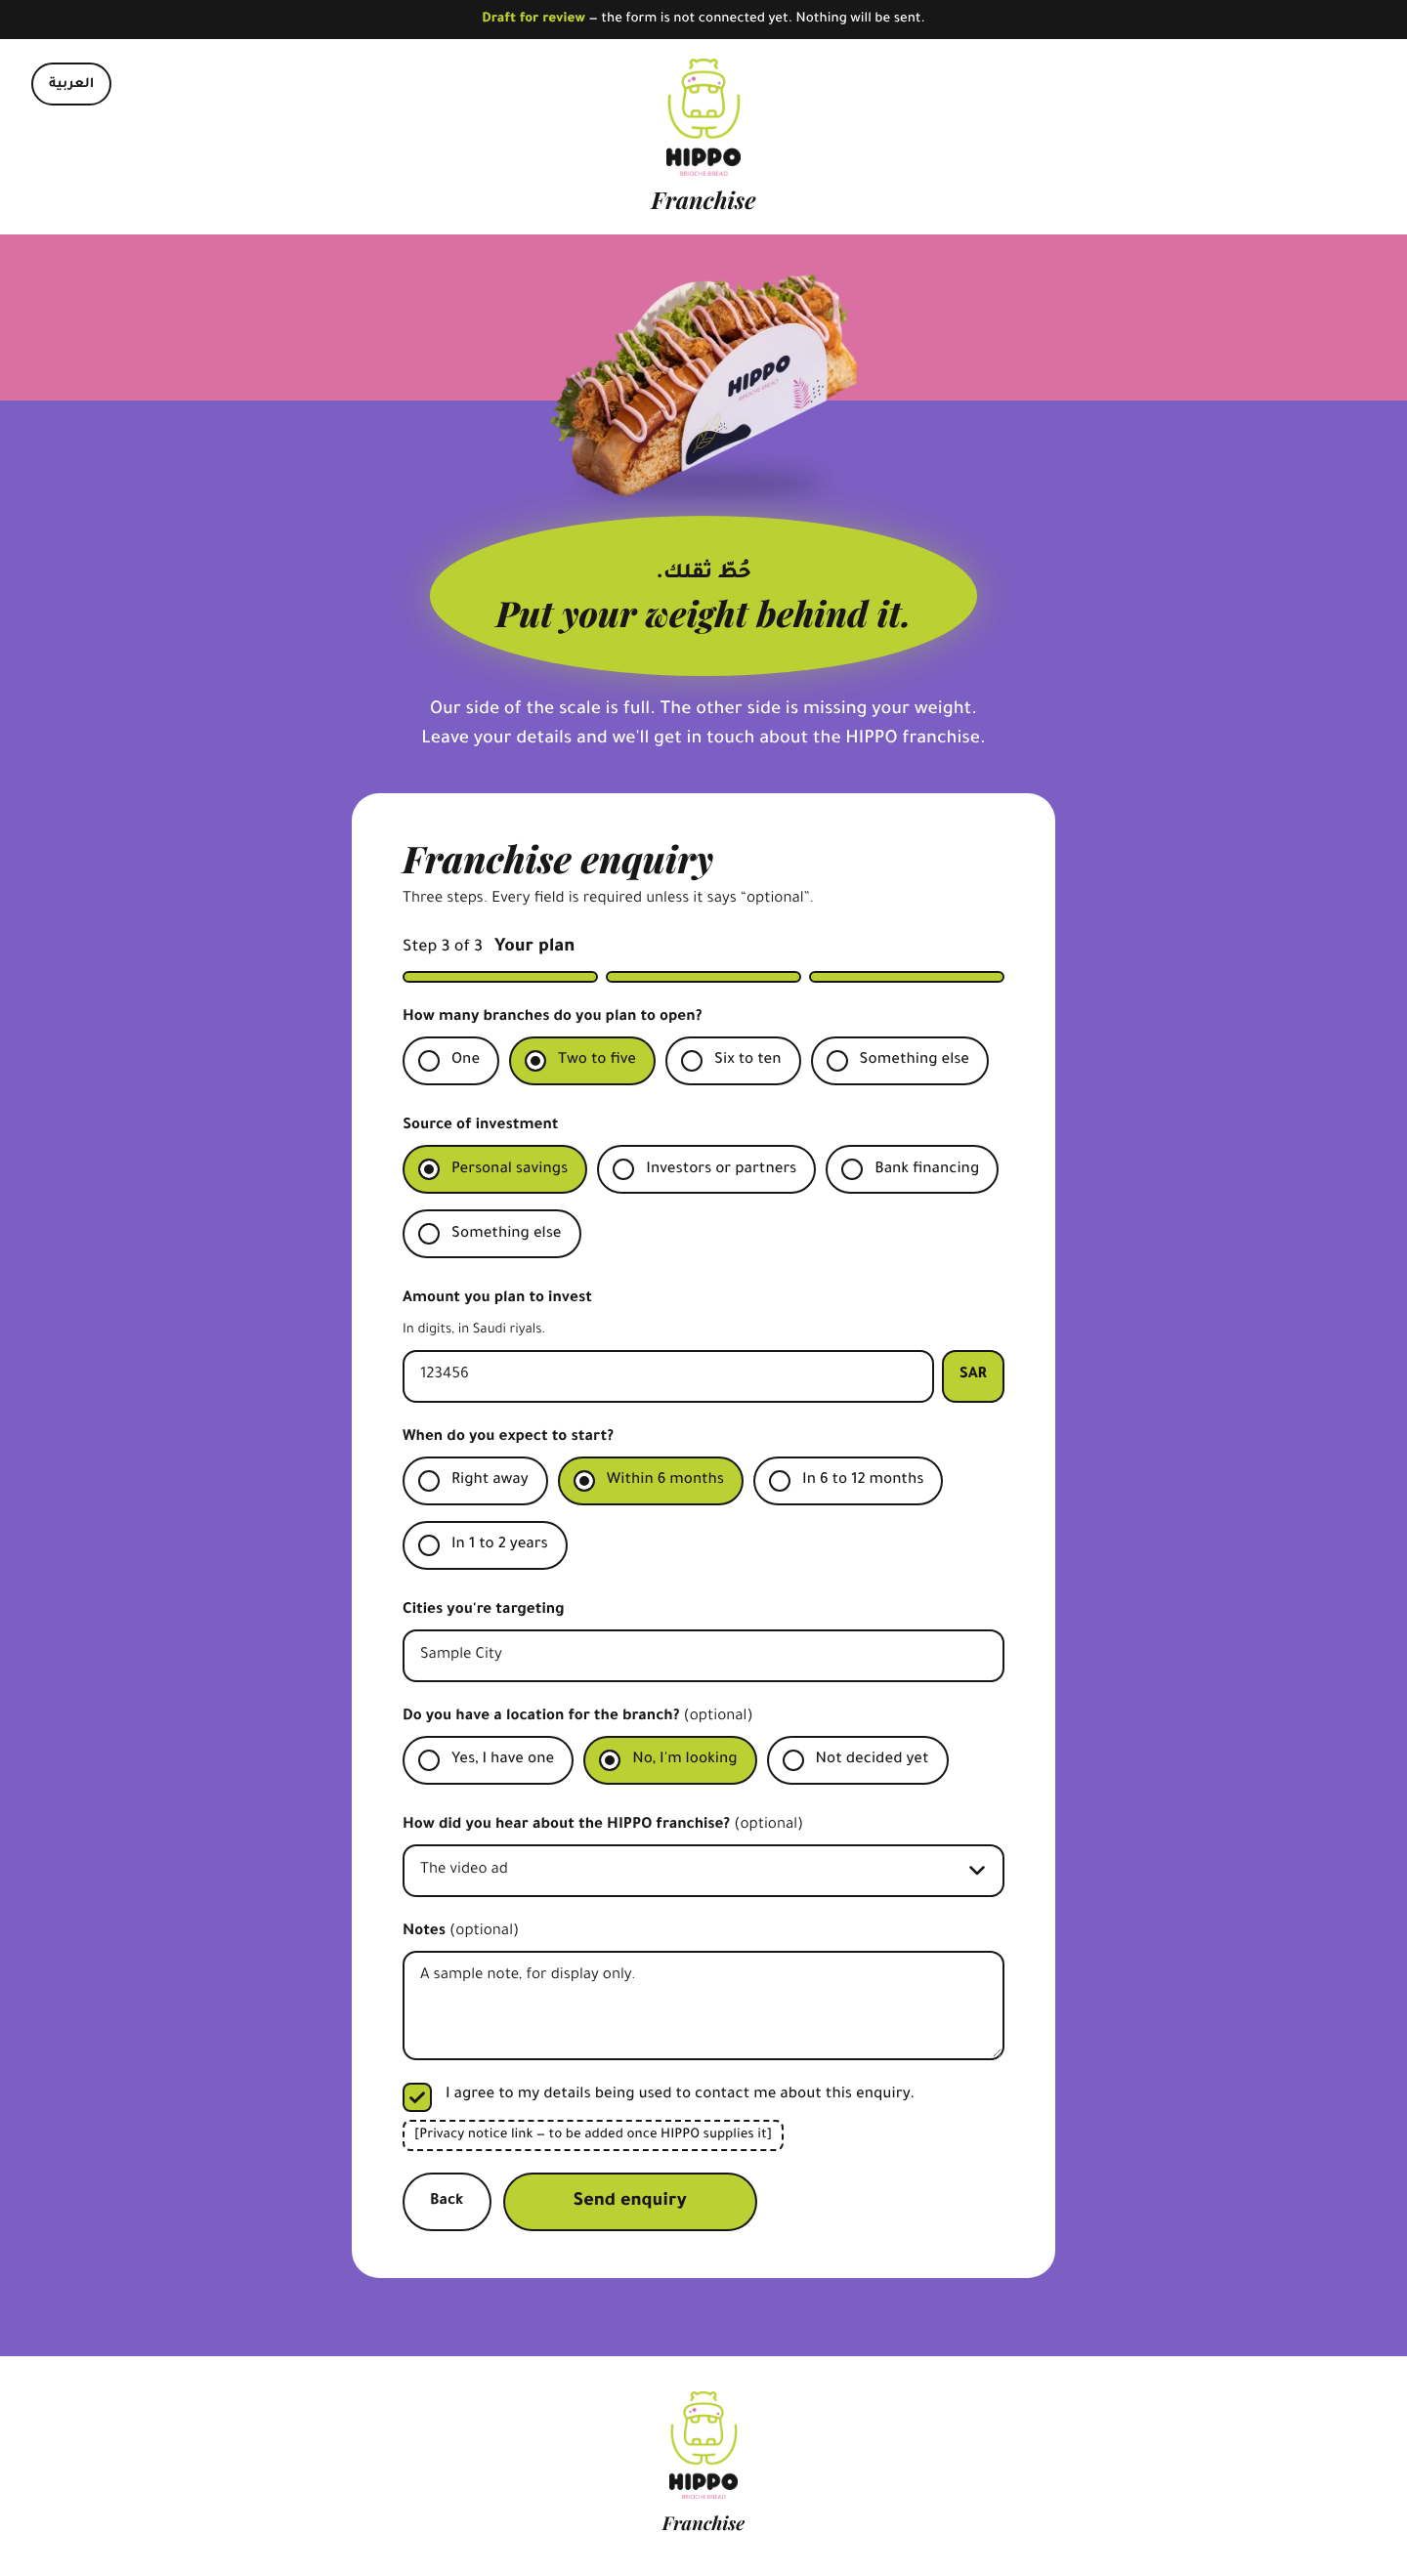 Draft for review – the form is not connected yet. Nothing will be sent.
العربية
HIPPO
BRIOCHE BREAD
Franchise
HIPPO
BRIOCHE BREAD
حُطّ ثقلك.
Put your weight behind it.
Our side of the scale is full. The other side is missing your weight.
Leave your details and we'll get in touch about the HIPPO franchise.
Franchise enquiry
Three steps. Every field is required unless it says “optional”.
Step 3 of 3 Your plan
How many branches do you plan to open?
One Two to five Six to ten Something else
Source of investment
Personal savings Investors or partners Bank financing
Something else
Amount you plan to invest
In digits, in Saudi riyals.
123456 SAR
When do you expect to start?
Right away Within 6 months In 6 to 12 months
In 1 to 2 years
Cities you're targeting
Sample City
Do you have a location for the branch? (optional)
Yes, I have one No, I'm looking Not decided yet
How did you hear about the HIPPO franchise? (optional)
The video ad
Notes (optional)
A sample note, for display only.
I agree to my details being used to contact me about this enquiry.
[Privacy notice link – to be added once HIPPO supplies it]
Back Send enquiry
HIPPO
BRIOCHE BREAD
Franchise